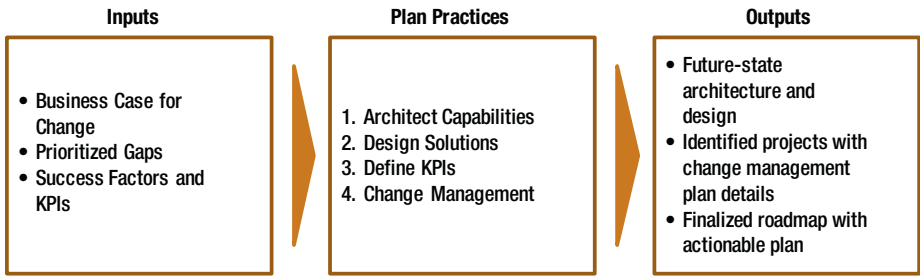 Inputs
• Business Case for
Change
• Prioritized Gaps
• Success Factors and
KPIs
Plan Practices
1. Architect Capabilities
2. Design Solutions
3. Define KPIs
4. Change Management
Outputs
• Future-state
architecture and
design
• Identified projects with
change management
plan details
• Finalized roadmap with
actionable plan